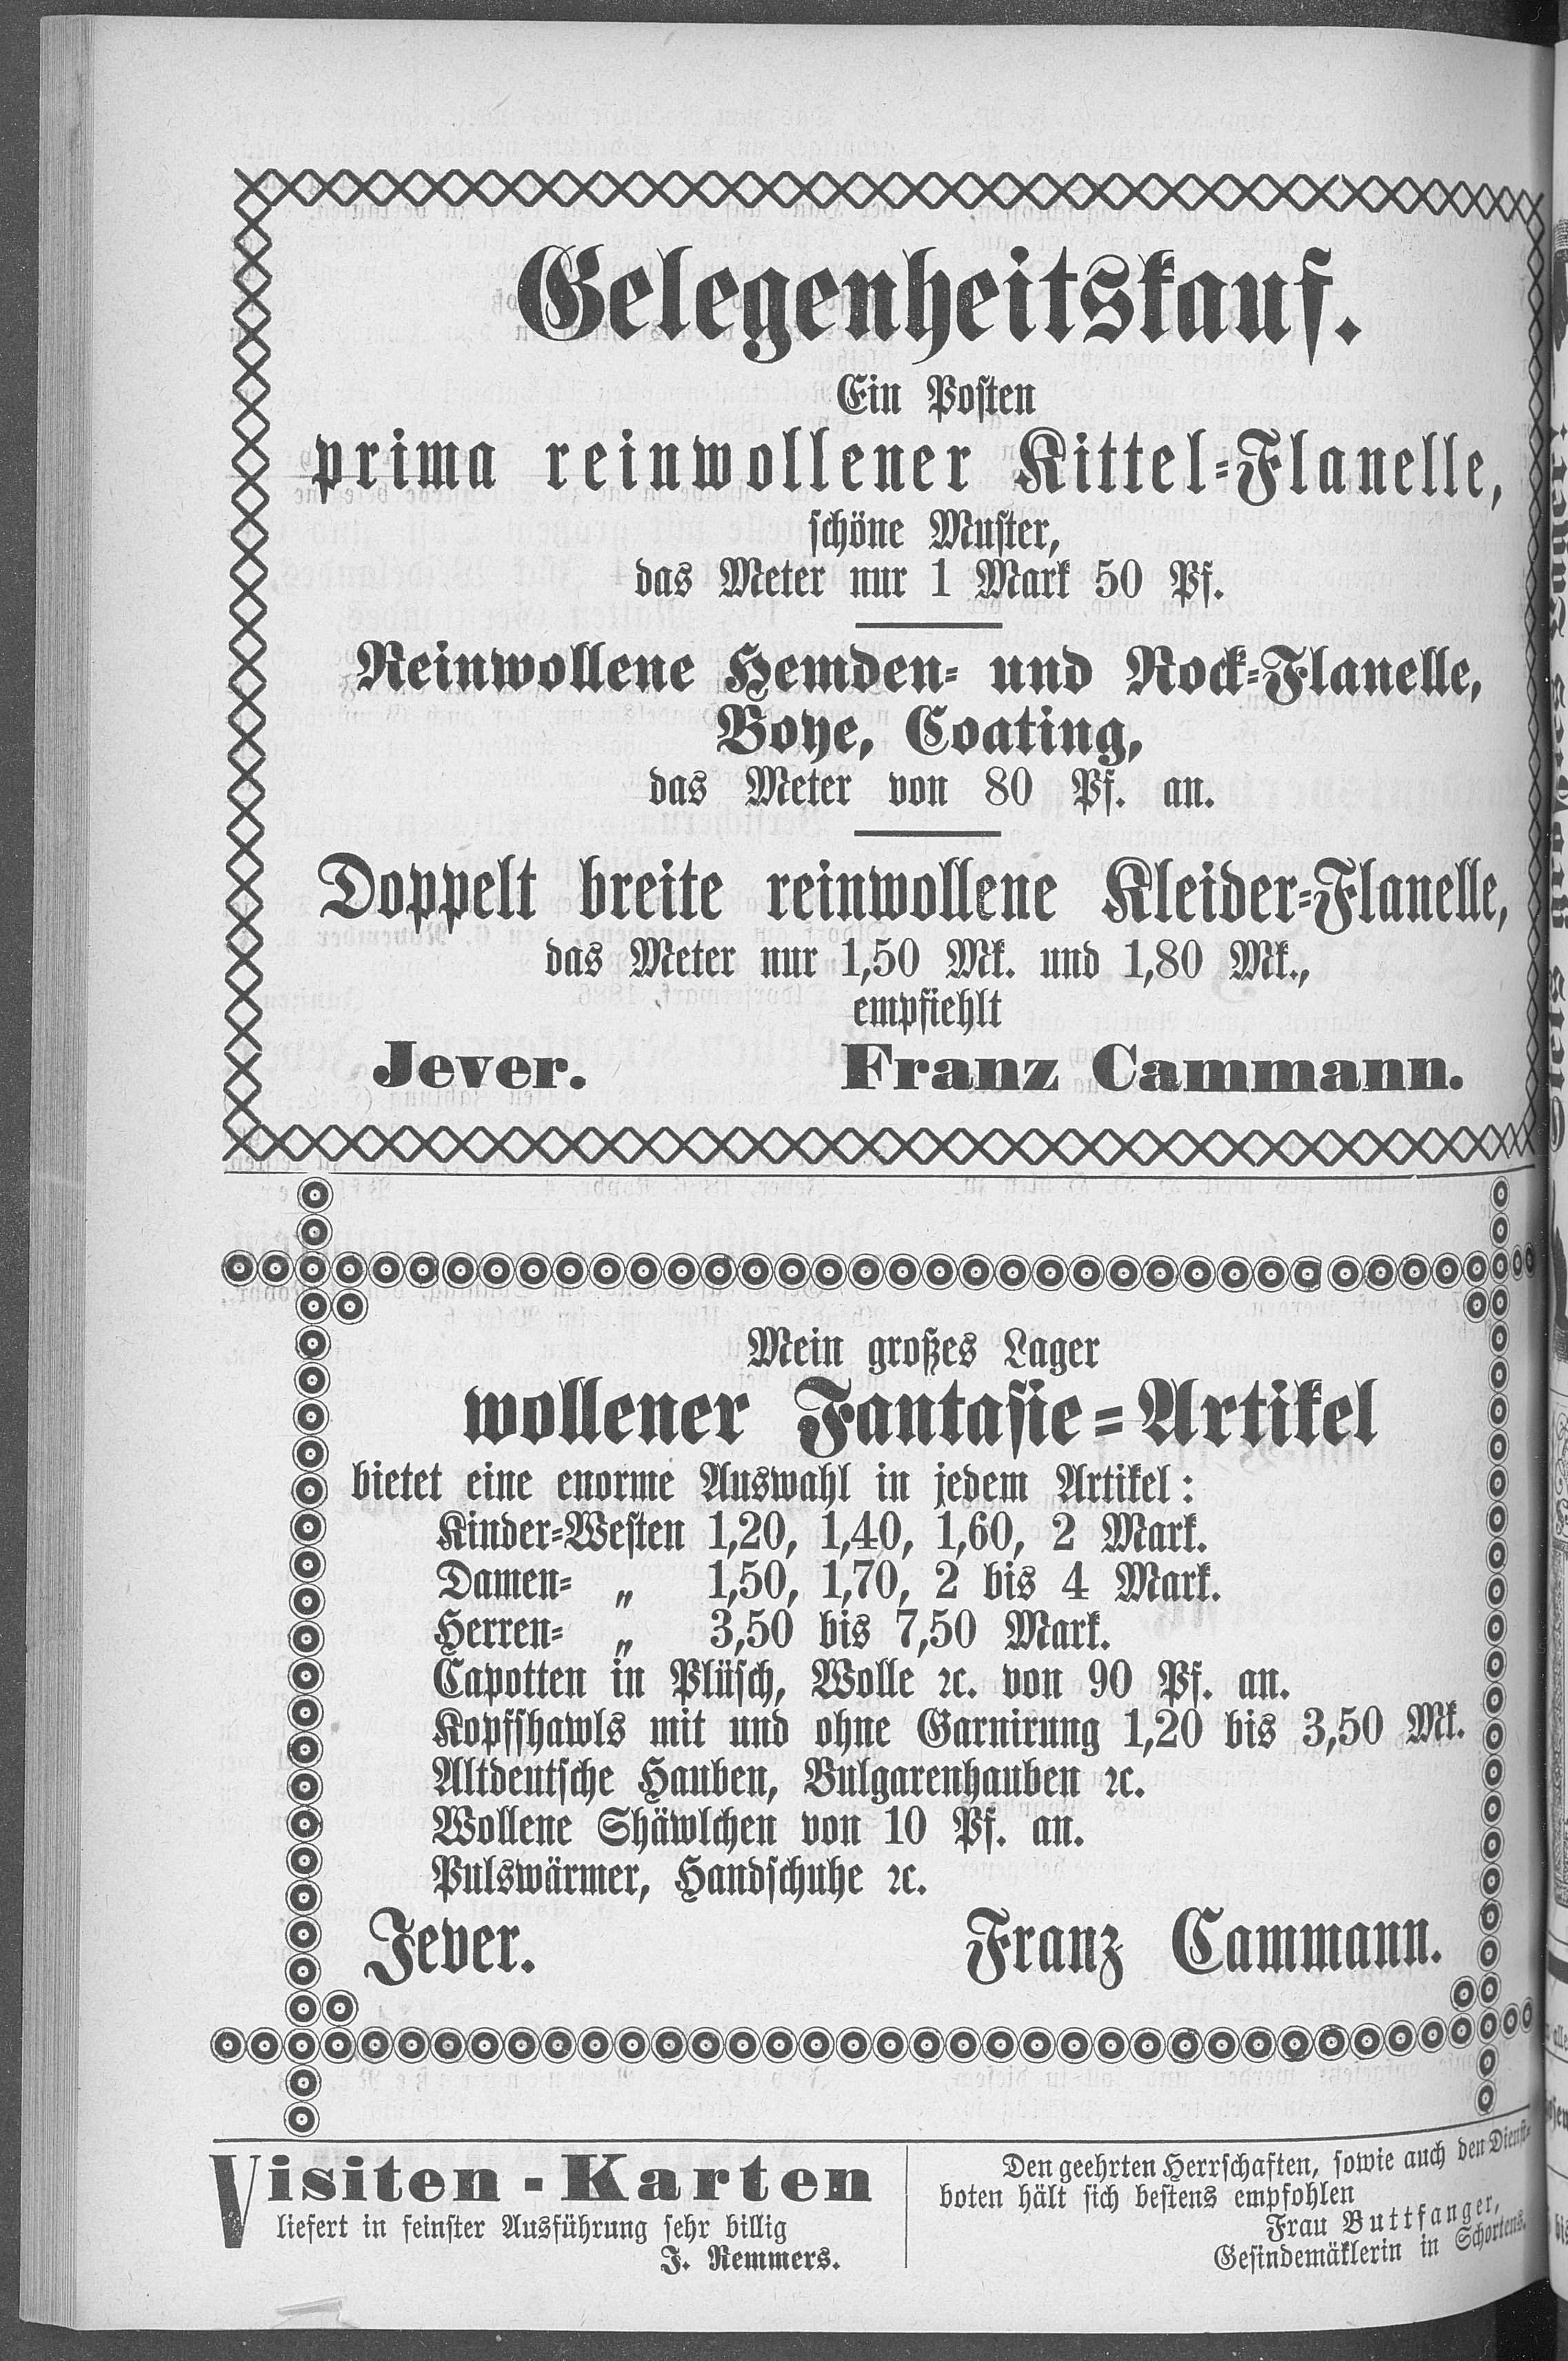 Gelegenheitskauf.
Ein Posten
prima reinwollener Kittel=Flanelle,
schöne Muster,
das Meter nur 1 Mark 50 Pf.
Reinwollene Hemden= und Rock=Flanelle,
Boye, Coating,
das Meter von 80 Pf. an.
Doppelt breite reinwollene Kleider=Flanelle,
das Meter nur 1,50 Mk. und 1,80 Mk.,
empfiehlt
Jever. Franz Cammann.
Mein großes Lager
wollener Fantasie=Artikel
bietet eine enorme Auswahl in jedem Artikel:
Kinder=Westen 1,20, 1,40, 1,60, 2 Mark.
Damen= „ 1,50, 1,70, 2 bis 4 Mark.
Herren= „ 3,50 bis 7,50 Mark.
Capotten in Plüsch, Wolle ꝛc. von 90 Pf. an.
Kopfshawls mit und ohne Garnirung 1,20 bis 3,50 Mk.
Altdeutsche Hauben, Bulgarenhauben ꝛc.
Wollene Shäwlchen von 10 Pf. an.
Pulswärmer, Handschuhe ꝛc.
Jever. Franz Cammann.
Visiten-Karten
liefert in feinster Ausführung sehr billig
J. Remmers.
Den geehrten Herrschaften, sowie auch den Dienst=
boten hält sich bestens empfohlen
Frau Buttfanger,
Gesindemäklerin in Schortens.